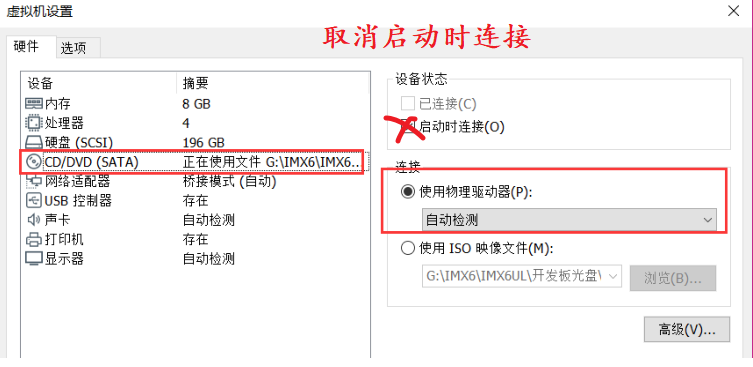 虚拟机设置
取消启动时连接
硬件
选项
设备
摘要
内存
8 GB
处理器
4
硬盘 (SCSI)
196 GB
CD/DVD (SATA)
正在使用文件 G:\IMX6\IMX6...
网络适配器
桥接模式 (自动)
USB 控制器
存在
声卡
自动检测
打印机
存在
显示器
自动检测
设备状态
已连接(C)
启动时连接(O)
连接
使用物理驱动器(P):
自动检测
使用 ISO 映像文件(M):
G:\IMX6\IMX6UL\开发板光盘\
浏览(B)...
高级(V)...